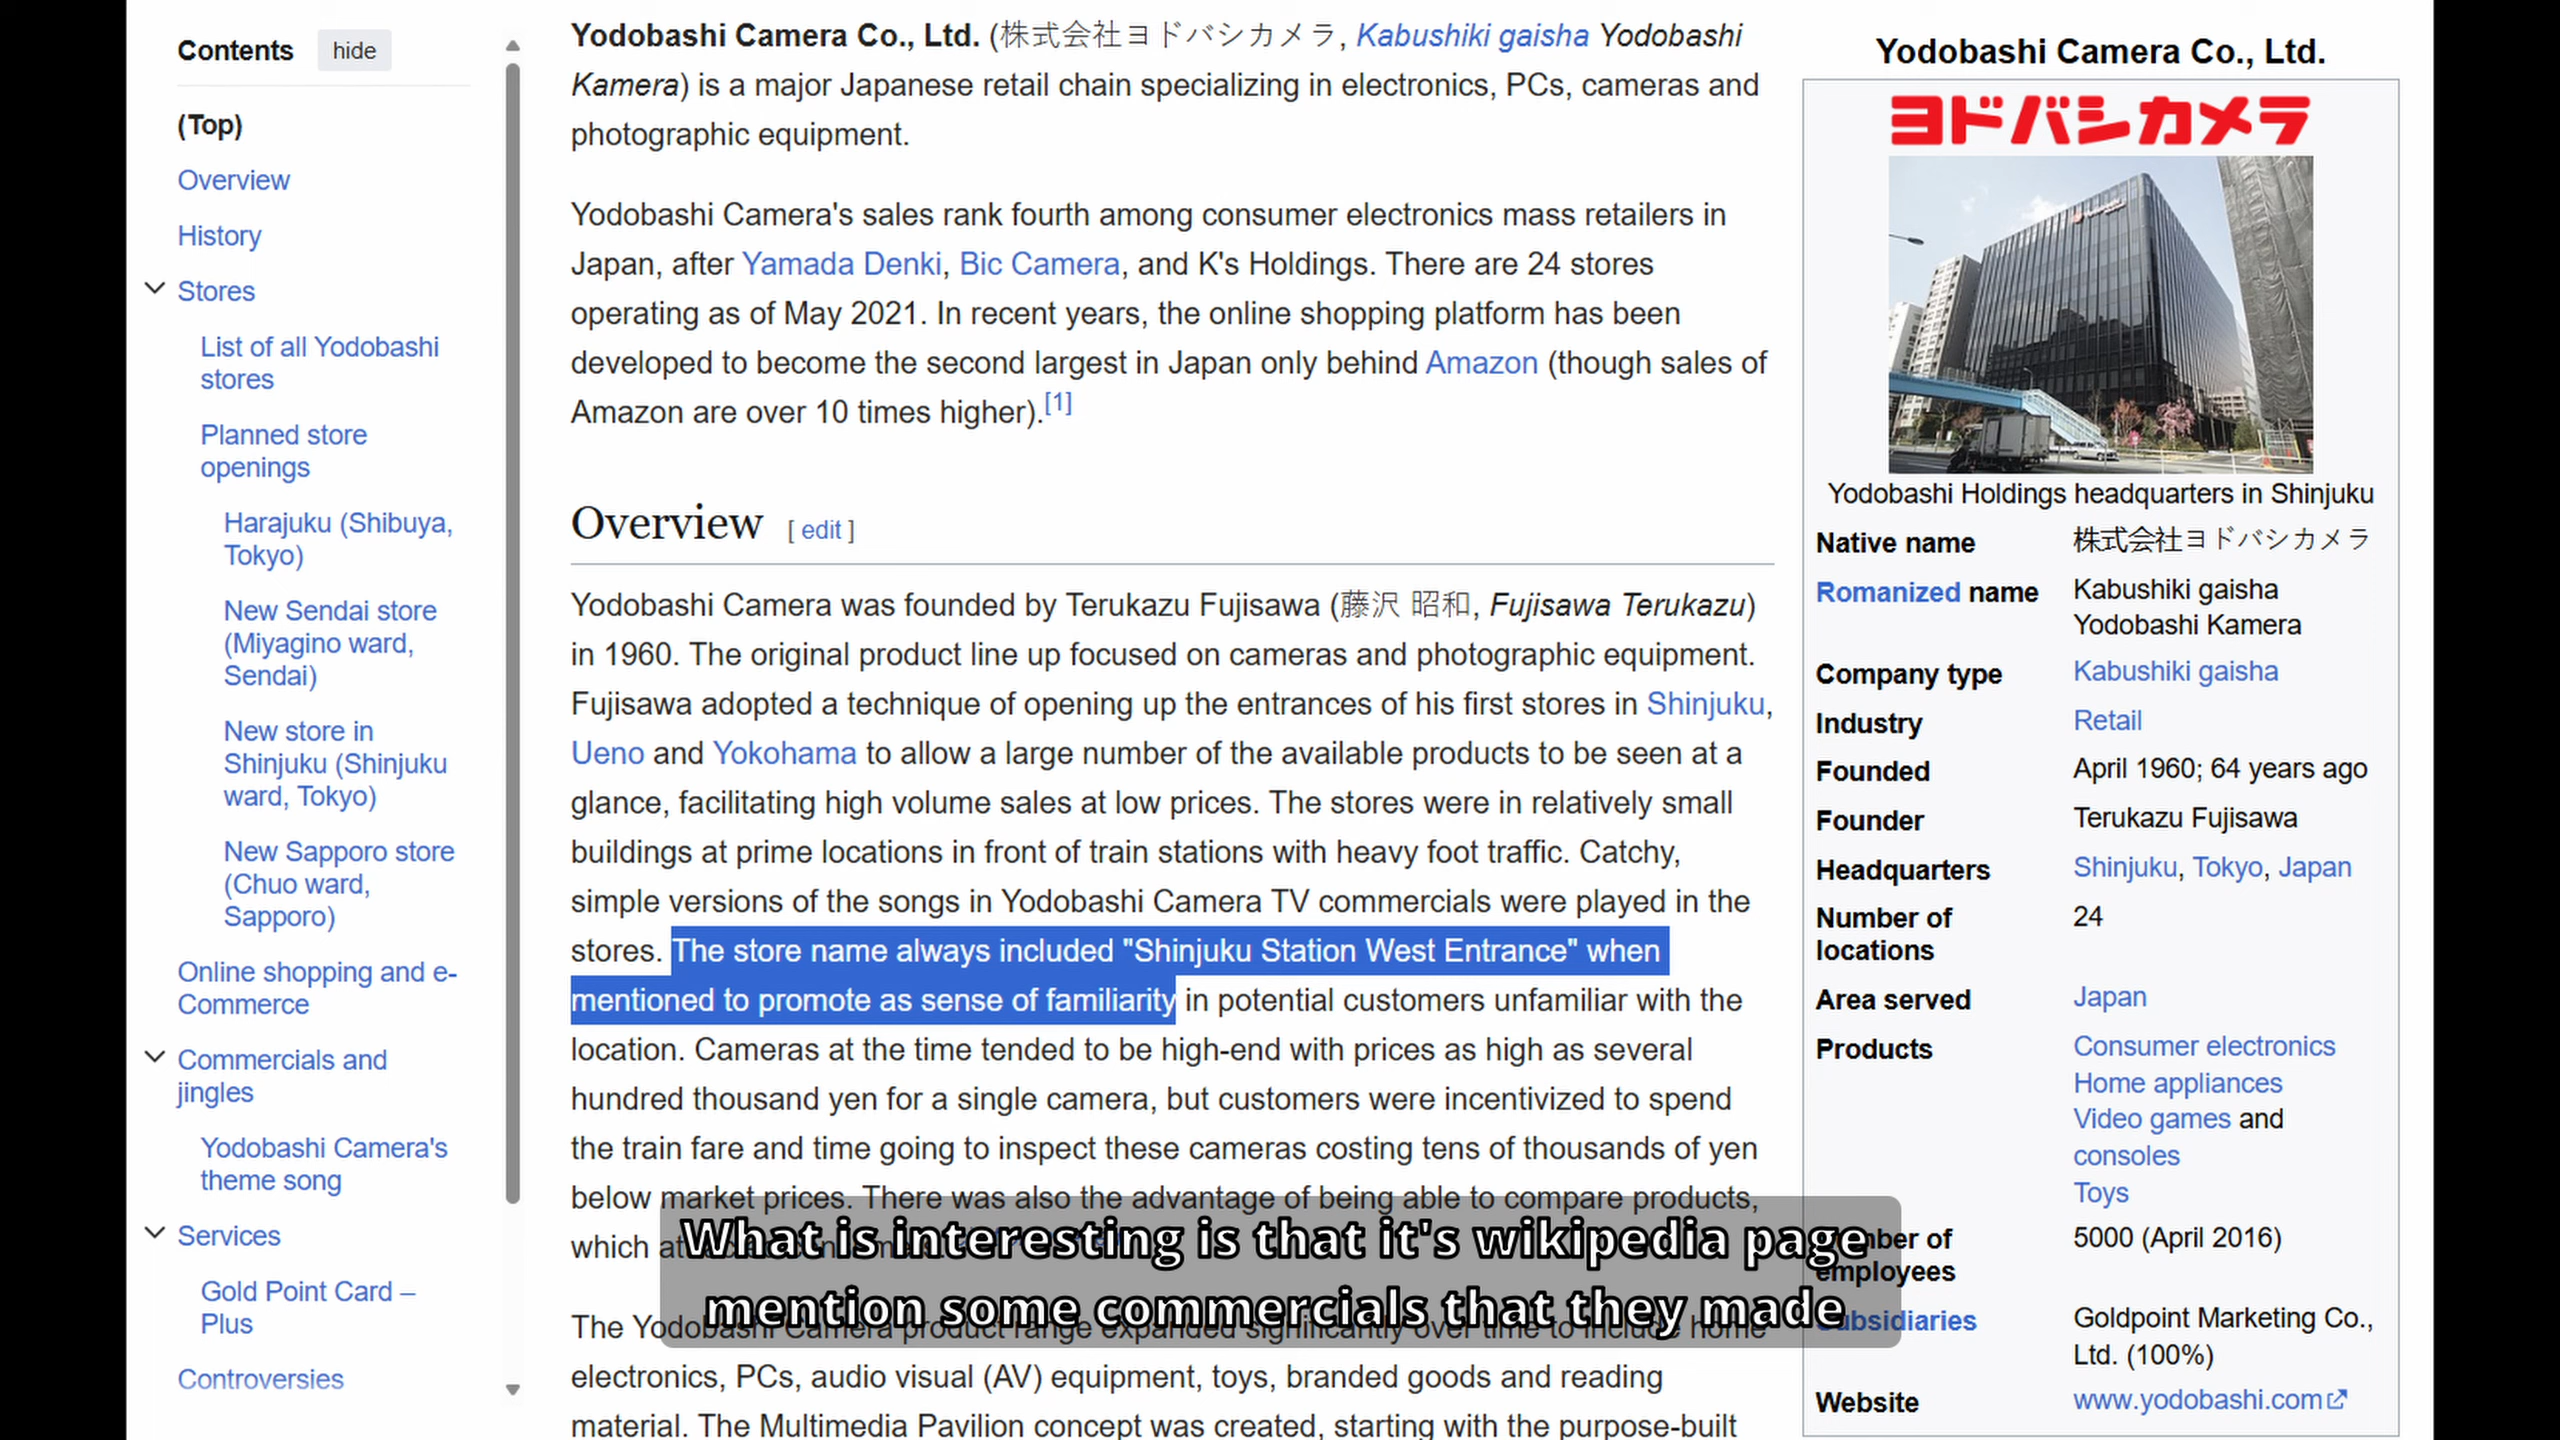 Contents hide
(Top)
Overview
History
Stores
List of all Yodobashi
stores
Planned store
openings
Harajuku (Shibuya,
Tokyo)
New Sendai store
(Miyagino ward,
Sendai)
New store in
Shinjuku (Shinjuku
ward, Tokyo)
New Sapporo store
(Chuo ward,
Sapporo)
Online shopping and e-
Commerce
Commercials and
jingles
Yodobashi Camera's
theme song
Services
Gold Point Card –
Plus
Controversies
Yodobashi Camera Co., Ltd. (株式会社ヨドバシカメラ, Kabushiki gaisha Yodobashi
Kamera) is a major Japanese retail chain specializing in electronics, PCs, cameras and
photographic equipment.
Yodobashi Camera's sales rank fourth among consumer electronics mass retailers in
Japan, after Yamada Denki, Bic Camera, and K's Holdings. There are 24 stores
operating as of May 2021. In recent years, the online shopping platform has been
developed to become the second largest in Japan only behind Amazon (though sales of
Amazon are over 10 times higher).[1]
Overview [ edit ]
Yodobashi Camera was founded by Terukazu Fujisawa (藤沢 昭和, Fujisawa Terukazu)
in 1960. The original product line up focused on cameras and photographic equipment.
Fujisawa adopted a technique of opening up the entrances of his first stores in Shinjuku,
Ueno and Yokohama to allow a large number of the available products to be seen at a
glance, facilitating high volume sales at low prices. The stores were in relatively small
buildings at prime locations in front of train stations with heavy foot traffic. Catchy,
simple versions of the songs in Yodobashi Camera TV commercials were played in the
stores. The store name always included "Shinjuku Station West Entrance" when
mentioned to promote as sense of familiarity in potential customers unfamiliar with the
location. Cameras at the time tended to be high-end with prices as high as several
hundred thousand yen for a single camera, but customers were incentivized to spend
the train fare and time going to inspect these cameras costing tens of thousands of yen
below market prices. There was also the advantage of being able to compare products,
which
The Yodobashi Camera product range expanded significantly over time to include home
electronics, PCs, audio visual (AV) equipment, toys, branded goods and reading
material. The Multimedia Pavilion concept was created, starting with the purpose-built
What is interesting is that it's wikipedia page
mention some commercials that they made
Yodobashi Camera Co., Ltd.
ヨドバシカメラ
Yodobashi Holdings headquarters in Shinjuku
Native name 株式会社ヨドバシカメラ
Romanized name Kabushiki gaisha
Yodobashi Kamera
Company type Kabushiki gaisha
Industry Retail
Founded April 1960; 64 years ago
Founder Terukazu Fujisawa
Headquarters Shinjuku, Tokyo, Japan
Number of 24
locations
Area served Japan
Products Consumer electronics
Home appliances
Video games and
consoles
Toys
Number of 5000 (April 2016)
employees
Subsidiaries Goldpoint Marketing Co.,
Ltd. (100%)
Website www.yodobashi.com